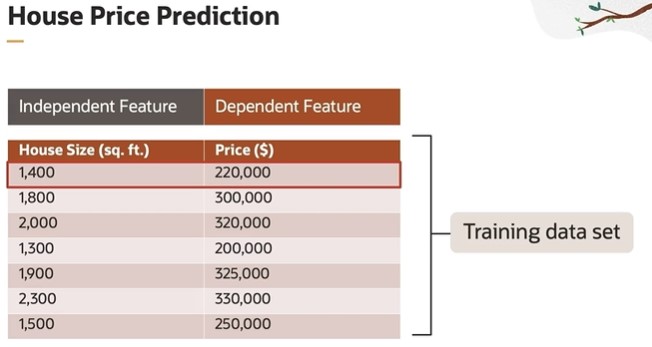 House Price Prediction
Independent Feature Dependent Feature
House Size (sq. ft.) Price ($)
1,400 220,000
1,800 300,000
2,000 320,000
1,300 200,000
1,900 325,000
2,300 330,000
1,500 250,000
Training data set